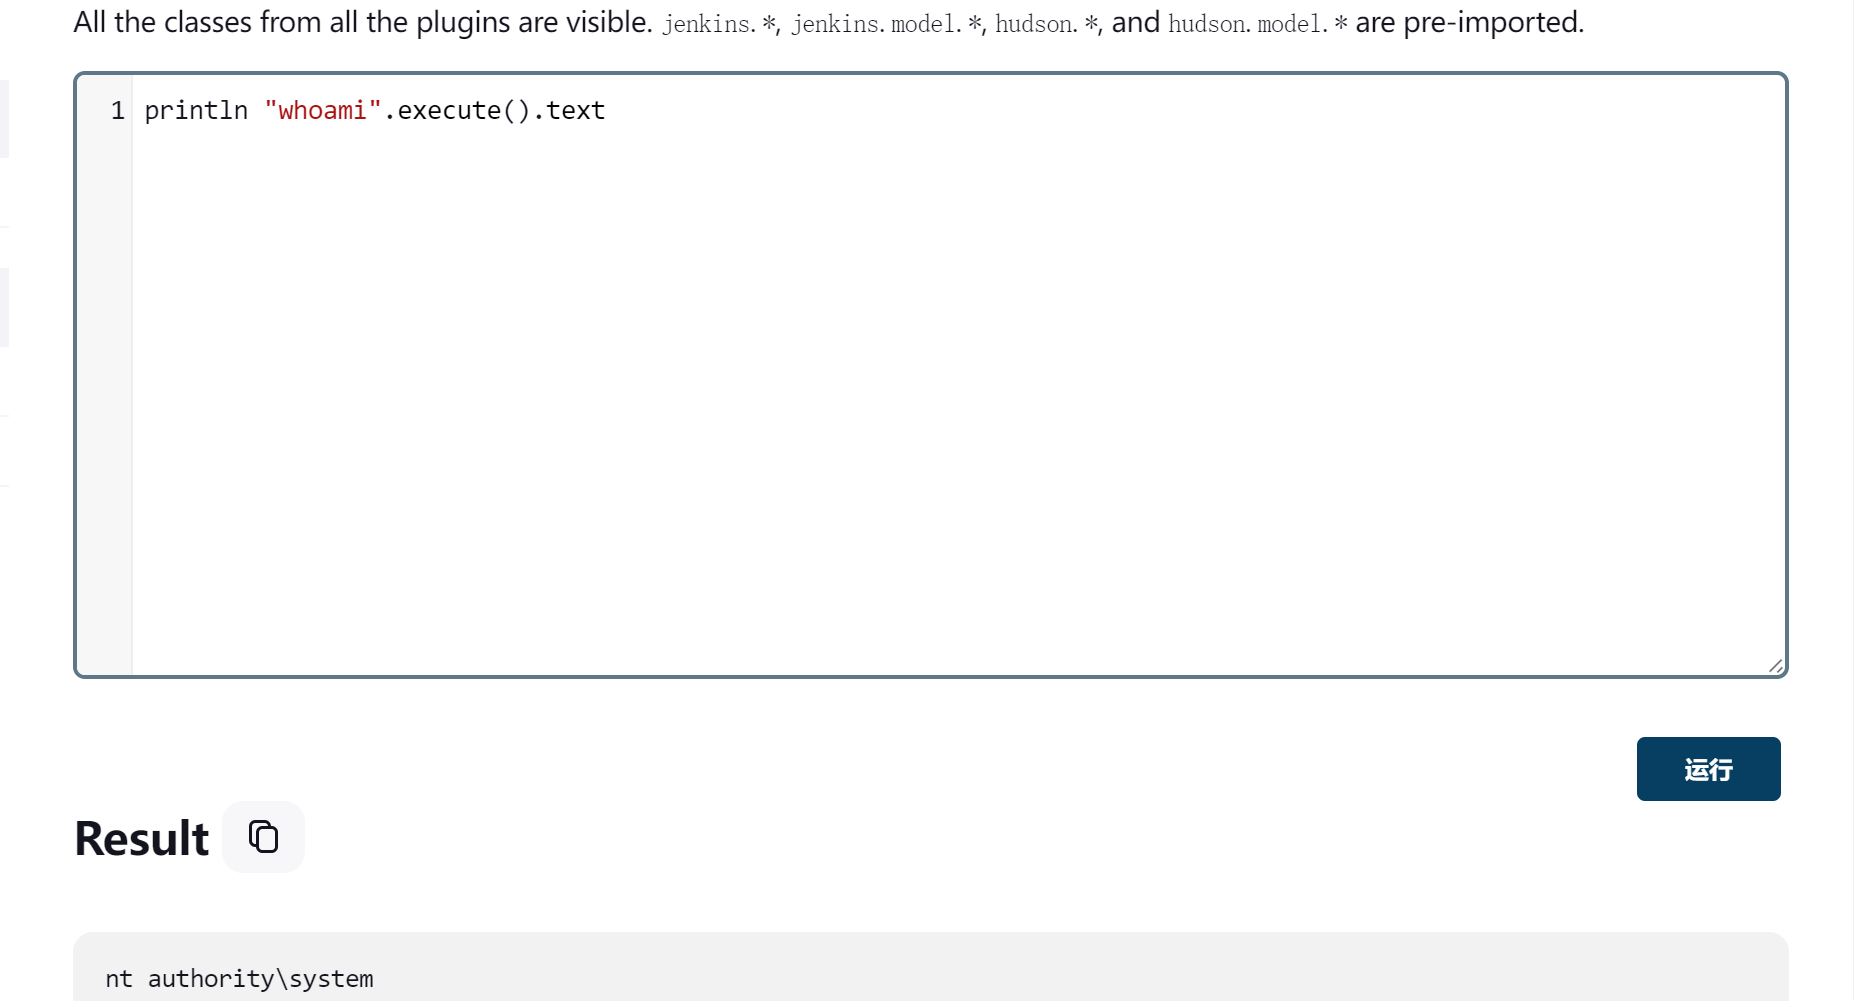 All the classes from all the plugins are visible. jenkins.*, jenkins.model.*, hudson.*, and hudson.model.* are pre-imported.
1 println "whoami".execute().text
运行
Result
nt authority\system